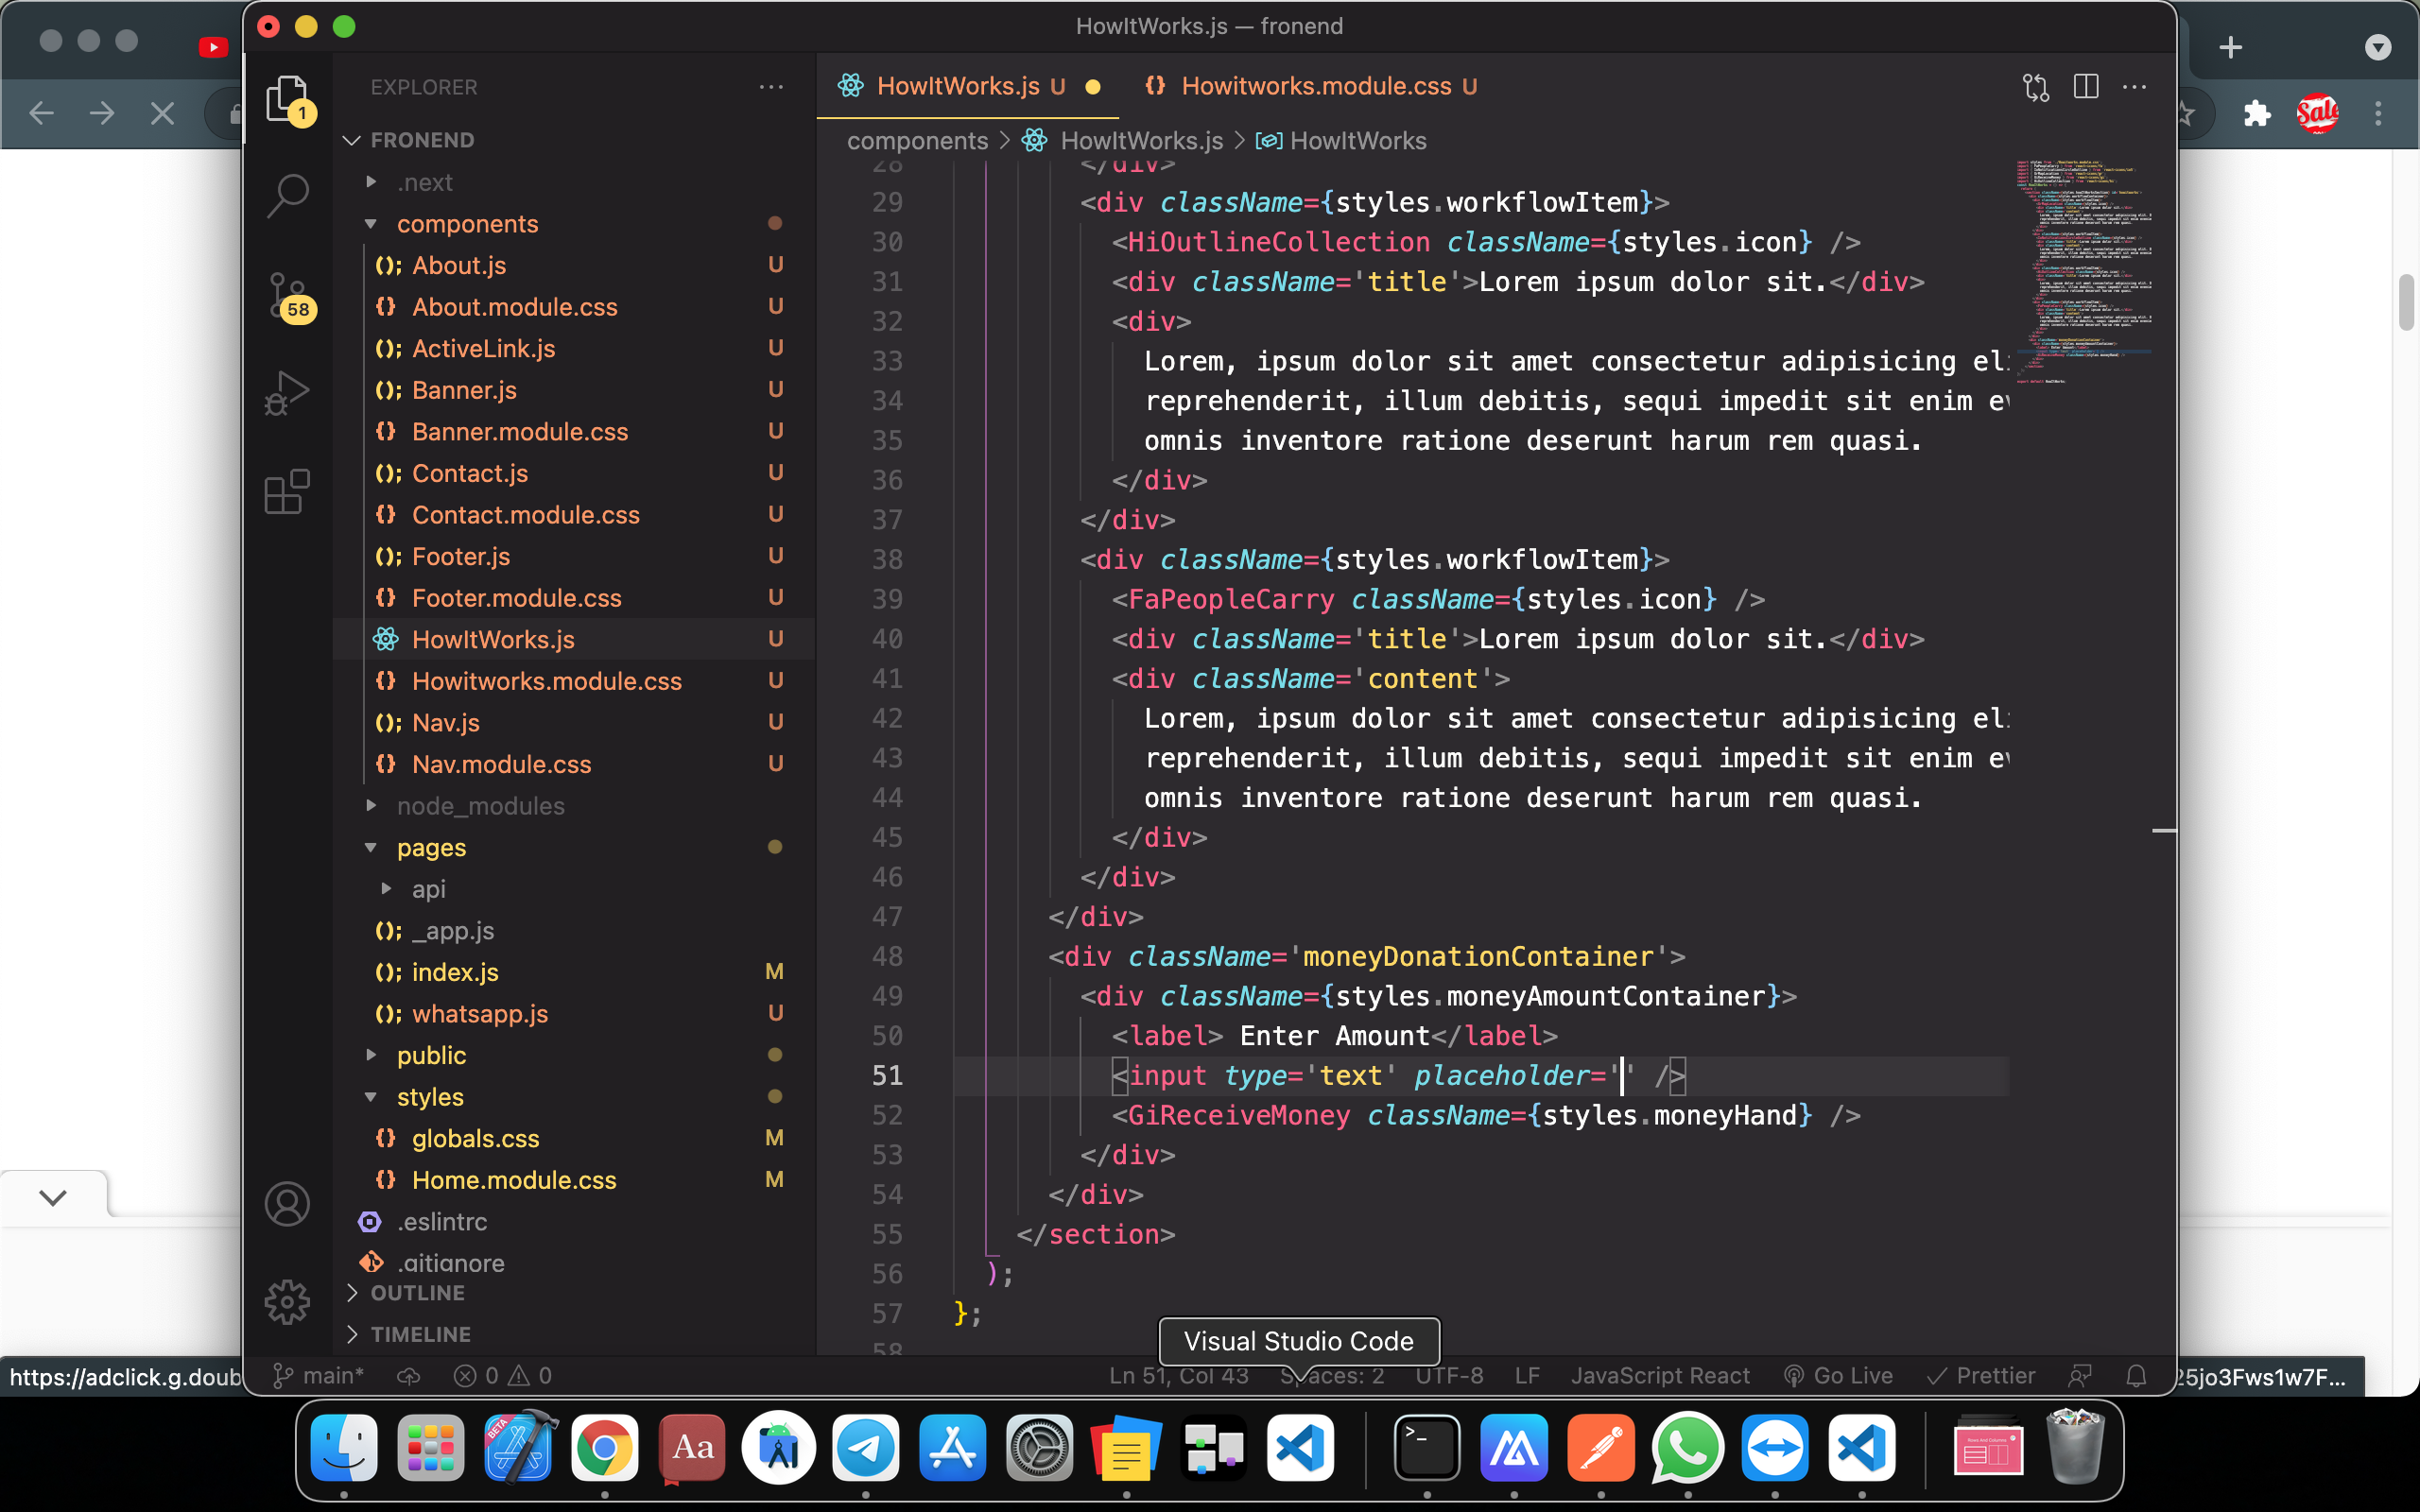 HowItWorks.js — fronend
EXPLORER
1
FRONEND
.next
components
About.js U
About.module.css U
ActiveLink.js U
Banner.js U
Banner.module.css U
Contact.js U
Contact.module.css U
Footer.js U
Footer.module.css U
HowItWorks.js U
Howitworks.module.css U
Nav.js U
Nav.module.css U
node_modules
pages
api
_app.js
index.js M
whatsapp.js U
public
styles
globals.css M
Home.module.css M
.eslintrc
.gitignore
OUTLINE
TIMELINE
58
HowItWorks.js U
Howitworks.module.css U
components > HowItWorks.js > HowItWorks
28 </div>
29 <div className={styles.workflowItem}>
30 <HiOutlineCollection className={styles.icon} />
31 <div className='title'>Lorem ipsum dolor sit.</div>
32 <div>
33 Lorem, ipsum dolor sit amet consectetur adipisicing eli
34 reprehenderit, illum debitis, sequi impedit sit enim ev
35 omnis inventore ratione deserunt harum rem quasi.
36 </div>
37 </div>
38 <div className={styles.workflowItem}>
39 <FaPeopleCarry className={styles.icon} />
40 <div className='title'>Lorem ipsum dolor sit.</div>
41 <div className='content'>
42 Lorem, ipsum dolor sit amet consectetur adipisicing eli
43 reprehenderit, illum debitis, sequi impedit sit enim ev
44 omnis inventore ratione deserunt harum rem quasi.
45 </div>
46 </div>
47 </div>
48 <div className='moneyDonationContainer'>
49 <div className={styles.moneyAmountContainer}>
50 <label> Enter Amount</label>
51 <input type='text' placeholder='' />
52 <GiReceiveMoney className={styles.moneyHand} />
53 </div>
54 </div>
55 </section>
56 );
57 };
58
Visual Studio Code
https://adclick.g.doub
main* 0 0
Ln 51, Col 43 Spaces: 2 UTF-8 LF JavaScript React Go Live Prettier
25jo3Fws1w7F...
Sale
BETA
Aa